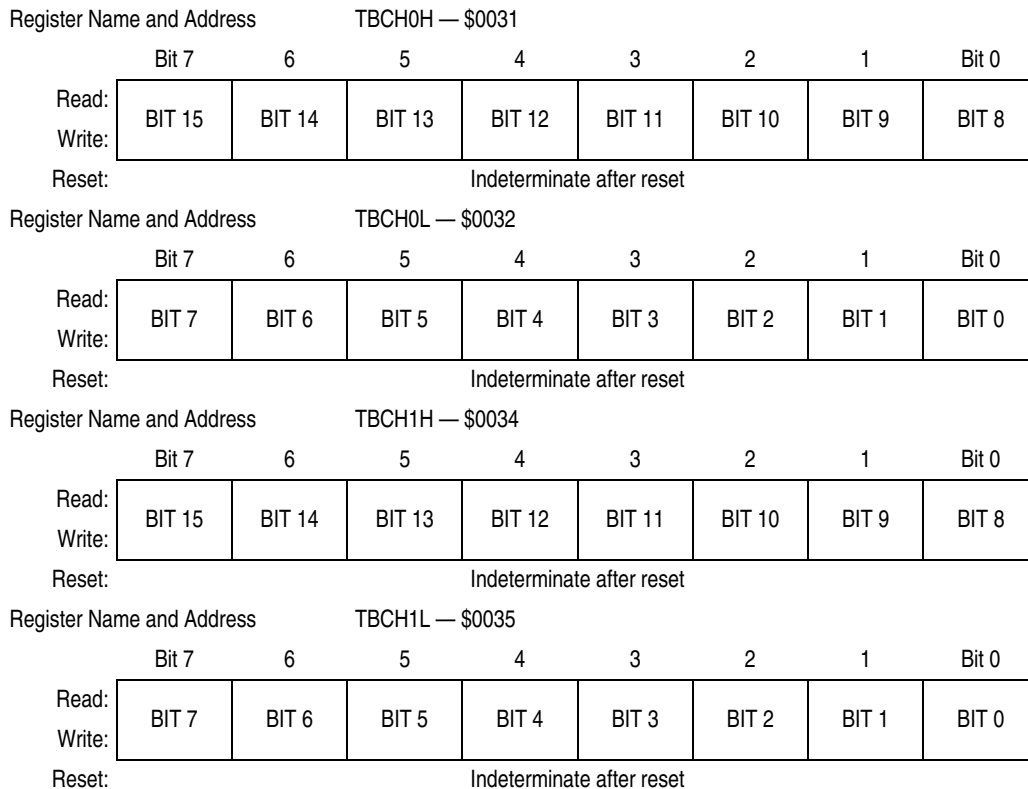 Register Name and Address TBCH0H — $0031
Bit 7 6 5 4 3 2 1 Bit 0
Read:
BIT 15 BIT 14 BIT 13 BIT 12 BIT 11 BIT 10 BIT 9 BIT 8
Write:
Reset: Indeterminate after reset
Register Name and Address TBCH0L — $0032
Bit 7 6 5 4 3 2 1 Bit 0
Read:
BIT 7 BIT 6 BIT 5 BIT 4 BIT 3 BIT 2 BIT 1 BIT 0
Write:
Reset: Indeterminate after reset
Register Name and Address TBCH1H — $0034
Bit 7 6 5 4 3 2 1 Bit 0
Read:
BIT 15 BIT 14 BIT 13 BIT 12 BIT 11 BIT 10 BIT 9 BIT 8
Write:
Reset: Indeterminate after reset
Register Name and Address TBCH1L — $0035
Bit 7 6 5 4 3 2 1 Bit 0
Read:
BIT 7 BIT 6 BIT 5 BIT 4 BIT 3 BIT 2 BIT 1 BIT 0
Write:
Reset: Indeterminate after reset